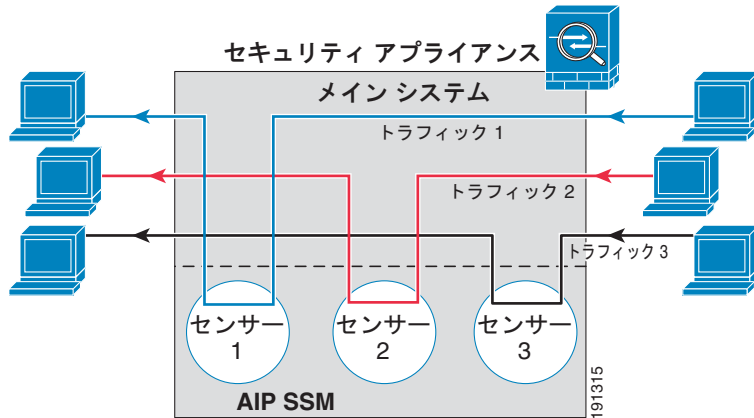 セキュリティ アプライアンス
メイン システム
トラフィック 1
トラフィック 2
トラフィック 3
センサー
1
センサー
2
センサー
3
AIP SSM
191315